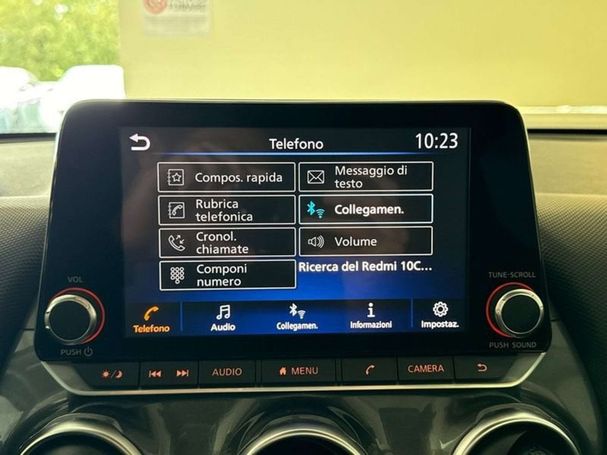 Telefono
10:23
Compos. rapida
Messaggio di
testo
Rubrica
telefonica
Collegamen.
Cronol.
chiamate
Volume
Componi
numero
Ricerca del Redmi 10C...
Telefono
Audio
Collegamen.
Informazioni
Impostaz.
VOL
PUSH
TUNE·SCROLL
PUSH SOUND
AUDIO
MENU
CAMERA